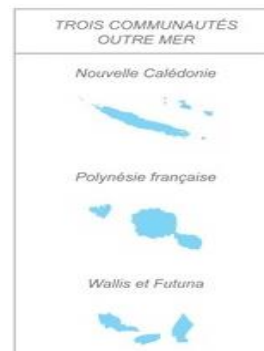 TROIS COMMUNAUTÉS
OUTRE MER
Nouvelle Calédonie
Polynésie française
Wallis et Futuna